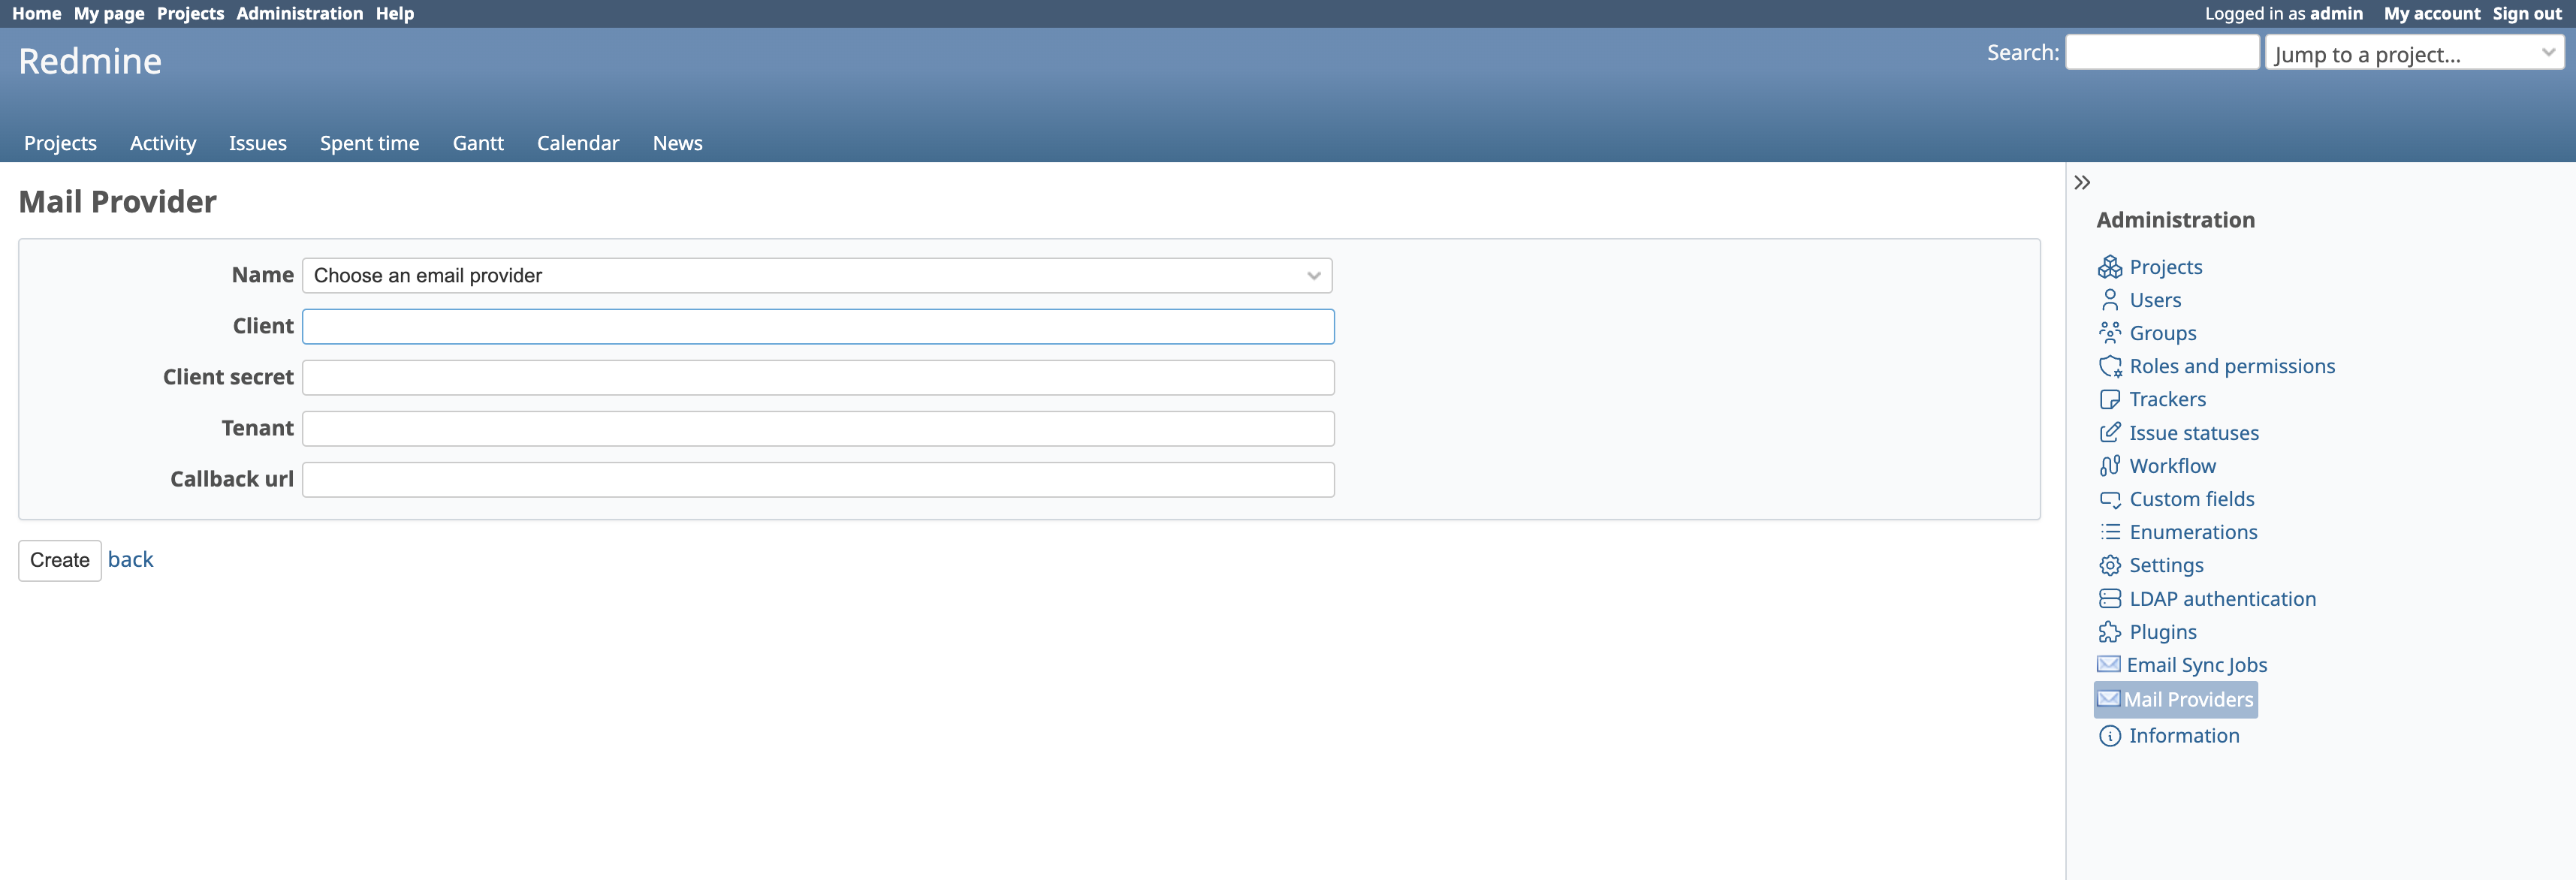 Home My page Projects Administration Help
Logged in as admin My account Sign out
Redmine
Search: Jump to a project...
Projects Activity Issues Spent time Gantt Calendar News
Mail Provider
Name Choose an email provider
Client
Client secret
Tenant
Callback url
Create back
Administration
Projects
Users
Groups
Roles and permissions
Trackers
Issue statuses
Workflow
Custom fields
Enumerations
Settings
LDAP authentication
Plugins
Email Sync Jobs
Mail Providers
Information